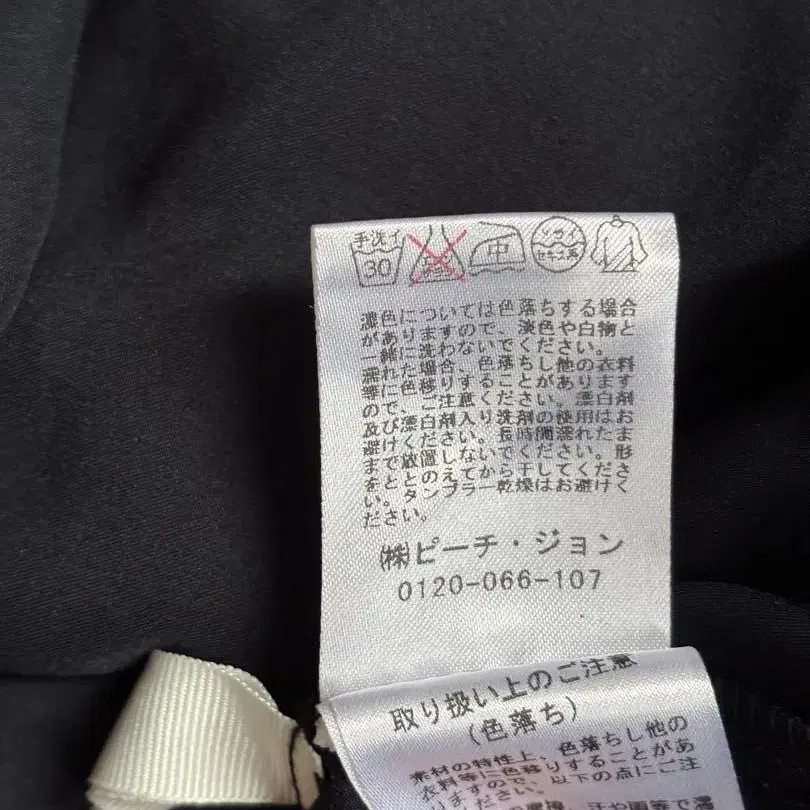 手洗イ
30
中
ドライ
セキユ系
濃色については色落ちする場合
がありますので、淡色や白物と
一緒に洗わないでください。
濡れた場合、色落ちし他の衣料
等に色移りすることがあります
ので、ご注意ください。漂白剤
及び漂白剤入り洗剤の使用はお
避けください。長時間濡れたま
まで放置しないでください。形
をととのえてから干してくださ
い。タンブラー乾燥はお避けく
ださい。
㈱ピーチ・ジョン
0120-066-107
取り扱い上のご注意
(色落ち)
素材の特性上、色落ちし他の
衣料等に色移りすることがあ
りますので、以下の点にご注